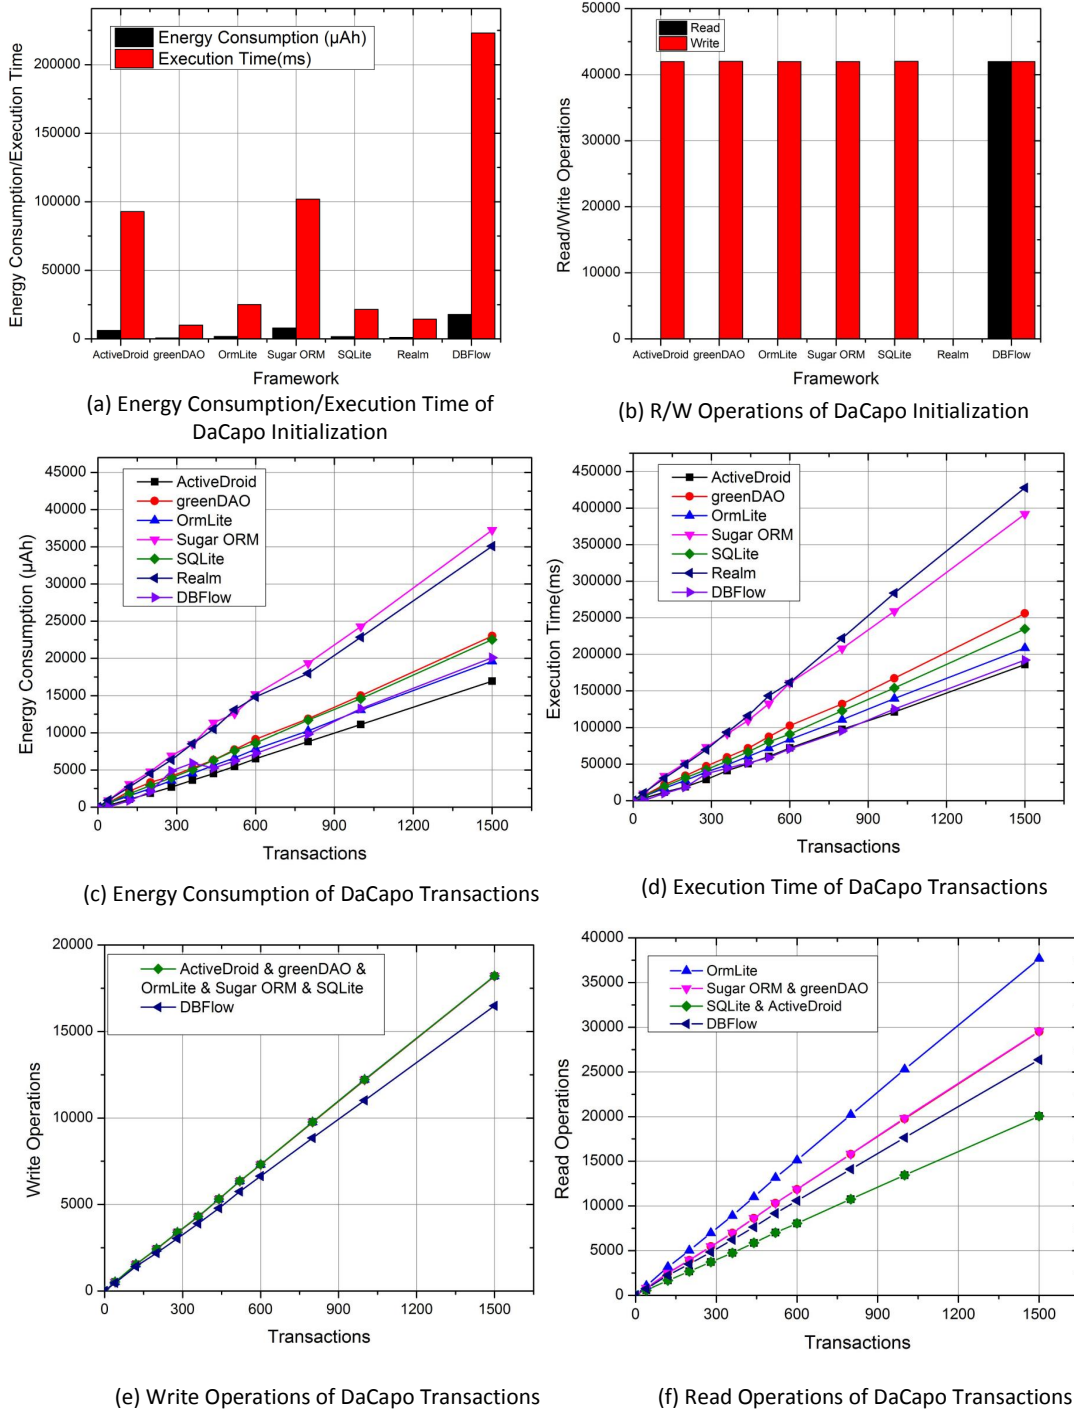 Energy Consumption/Execution Time
200000
150000
100000
50000
0
Energy Consumption (µAh)
Execution Time(ms)
ActiveDroid greenDAO OrmLite Sugar ORM SQLite Realm DBFlow
Framework
(a) Energy Consumption/Execution Time of
DaCapo Initialization
Read/Write Operations
50000
40000
30000
20000
10000
0
Read
Write
ActiveDroid greenDAO OrmLite Sugar ORM SQLite Realm DBFlow
Framework
(b) R/W Operations of DaCapo Initialization
Energy Consumption (µAh)
45000
40000
35000
30000
25000
20000
15000
10000
5000
0
ActiveDroid
greenDAO
OrmLite
Sugar ORM
SQLite
Realm
DBFlow
0 300 600 900 1200 1500
Transactions
(c) Energy Consumption of DaCapo Transactions
Execution Time(ms)
450000
400000
350000
300000
250000
200000
150000
100000
50000
0
ActiveDroid
greenDAO
OrmLite
Sugar ORM
SQLite
Realm
DBFlow
0 300 600 900 1200 1500
Transactions
(d) Execution Time of DaCapo Transactions
Write Operations
20000
15000
10000
5000
0
ActiveDroid & greenDAO &
OrmLite & Sugar ORM & SQLite
DBFlow
0 300 600 900 1200 1500
Transactions
(e) Write Operations of DaCapo Transactions
Read Operations
40000
35000
30000
25000
20000
15000
10000
5000
0
OrmLite
Sugar ORM & greenDAO
SQLite & ActiveDroid
DBFlow
0 300 600 900 1200 1500
Transactions
(f) Read Operations of DaCapo Transactions